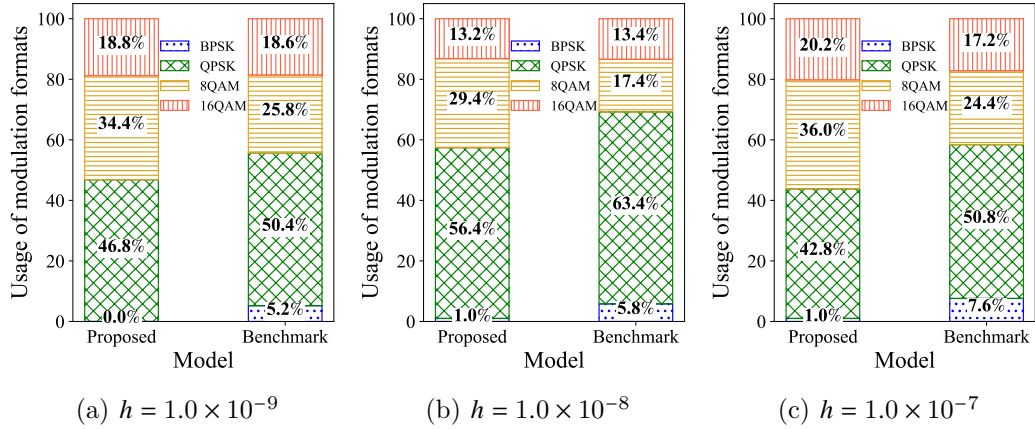 Usage of modulation formats
100
80
60
40
20
0
18.8%
34.4%
46.8%
0.0%
18.6%
25.8%
50.4%
5.2%
BPSK
QPSK
8QAM
16QAM
Proposed
Benchmark
Model
(a) h = 1.0 × 10⁻⁹
Usage of modulation formats
100
80
60
40
20
0
13.2%
29.4%
56.4%
1.0%
13.4%
17.4%
63.4%
5.8%
BPSK
QPSK
8QAM
16QAM
Proposed
Benchmark
Model
(b) h = 1.0 × 10⁻⁸
Usage of modulation formats
100
80
60
40
20
0
20.2%
36.0%
42.8%
1.0%
17.2%
24.4%
50.8%
7.6%
BPSK
QPSK
8QAM
16QAM
Proposed
Benchmark
Model
(c) h = 1.0 × 10⁻⁷